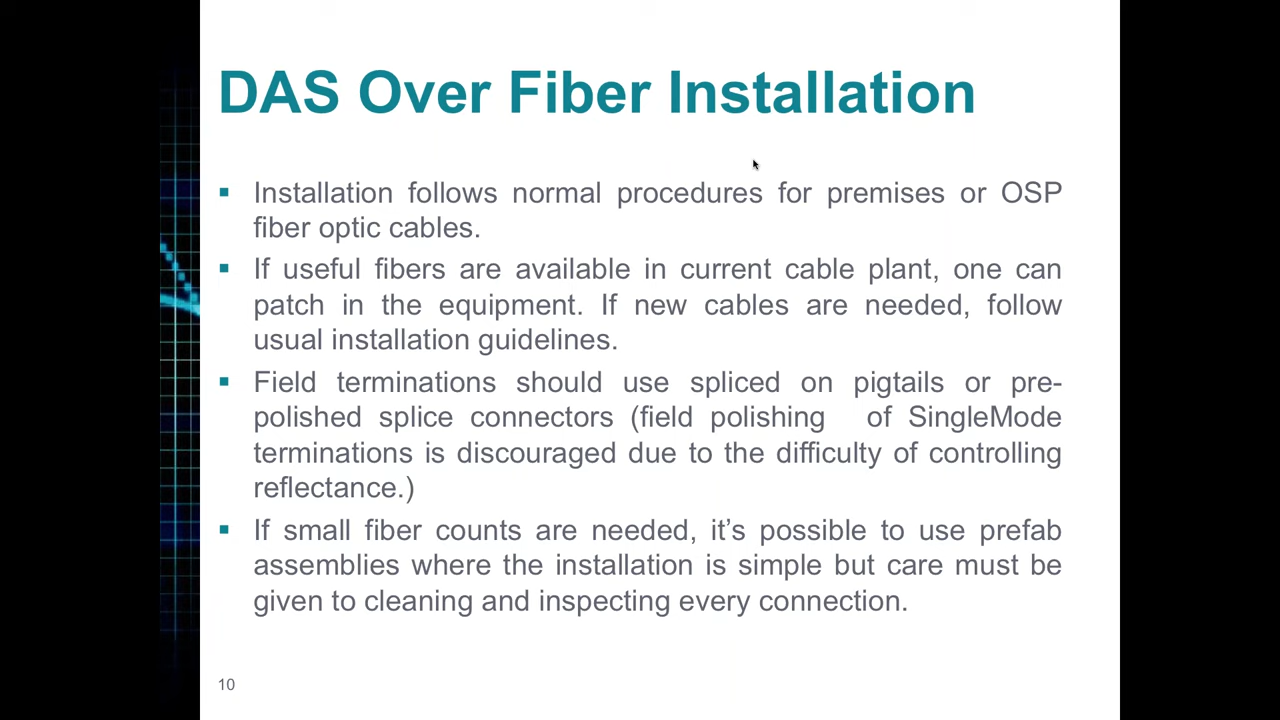 DAS Over Fiber Installation
Installation follows normal procedures for premises or OSP
fiber optic cables.
If useful fibers are available in current cable plant, one can
patch in the equipment. If new cables are needed, follow
usual installation guidelines.
Field terminations should use spliced on pigtails or pre-
polished splice connectors (field polishing of SingleMode
terminations is discouraged due to the difficulty of controlling
reflectance.)
If small fiber counts are needed, it’s possible to use prefab
assemblies where the installation is simple but care must be
given to cleaning and inspecting every connection.
10